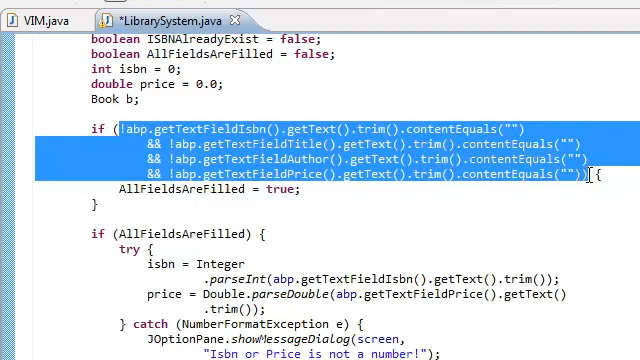 VIM.java *LibrarySystem.java
boolean ISBNAlreadyExist = false;
boolean AllFieldsAreFilled = false;
int isbn = 0;
double price = 0.0;
Book b;
if (!abp.getTextFieldIsbn().getText().trim().contentEquals("")
&& !abp.getTextFieldTitle().getText().trim().contentEquals("")
&& !abp.getTextFieldAuthor().getText().trim().contentEquals("")
&& !abp.getTextFieldPrice().getText().trim().contentEquals("")) {
AllFieldsAreFilled = true;
}
if (AllFieldsAreFilled) {
try {
isbn = Integer
.parseInt(abp.getTextFieldIsbn().getText().trim());
price = Double.parseDouble(abp.getTextFieldPrice().getText()
.trim());
} catch (NumberFormatException e) {
JOptionPane.showMessageDialog(screen,
"Isbn or Price is not a number!");